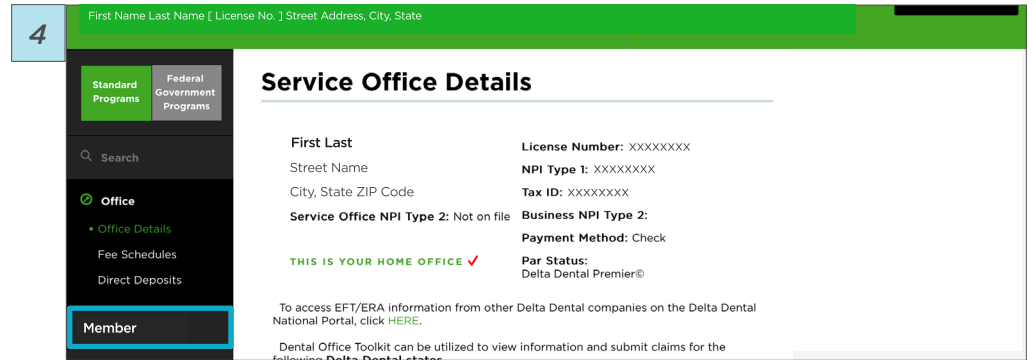 4
First Name Last Name [ License No. ] Street Address, City, State
Standard
Programs
Federal
Government
Programs
Search
Office
• Office Details
Fee Schedules
Direct Deposits
Member
Service Office Details
First Last
Street Name
City, State ZIP Code
Service Office NPI Type 2: Not on file
THIS IS YOUR HOME OFFICE
License Number: XXXXXXXX
NPI Type 1: XXXXXXXX
Tax ID: XXXXXXXX
Business NPI Type 2:
Payment Method: Check
Par Status:
Delta Dental Premier©
To access EFT/ERA information from other Delta Dental companies on the Delta Dental
National Portal, click HERE.
Dental Office Toolkit can be utilized to view information and submit claims for the
following Delta Dental states